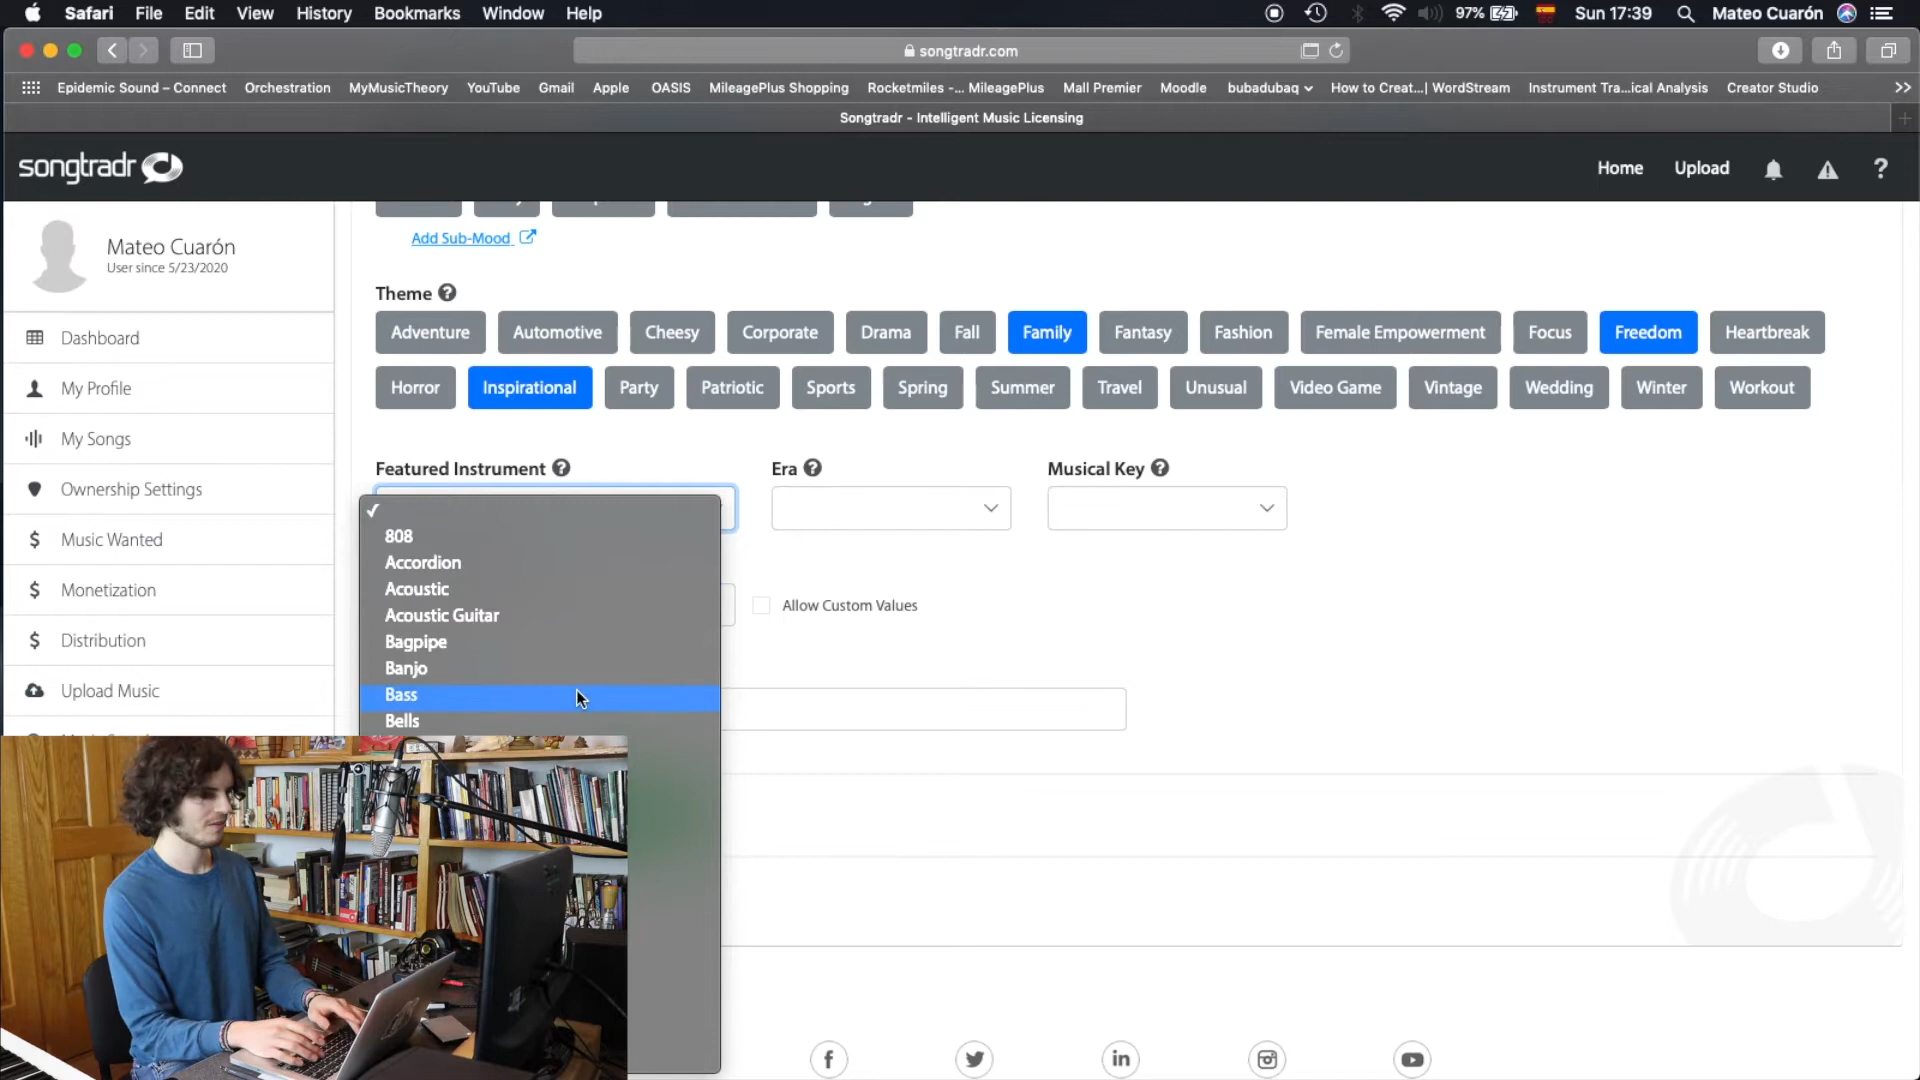 Safari File Edit View History Bookmarks Window Help 97% Sun 17:39 Mateo Cuarón
songtradr.com
Epidemic Sound – Connect Orchestration MyMusicTheory YouTube Gmail Apple OASIS MileagePlus Shopping Rocketmiles -... MileagePlus Mall Premier Moodle bubadubaq How to Creat...| WordStream Instrument Tra...ical Analysis Creator Studio
Songtradr - Intelligent Music Licensing
songtradr Home Upload ?
Mateo Cuarón
User since 5/23/2020
Dashboard
My Profile
My Songs
Ownership Settings
$ Music Wanted
$ Monetization
$ Distribution
Upload Music
Add Sub-Mood
Theme ?
Adventure Automotive Cheesy Corporate Drama Fall Family Fantasy Fashion Female Empowerment Focus Freedom Heartbreak
Horror Inspirational Party Patriotic Sports Spring Summer Travel Unusual Video Game Vintage Wedding Winter Workout
Featured Instrument ? Era ? Musical Key ?
808
Accordion
Acoustic
Acoustic Guitar
Bagpipe
Banjo
Bass
Bells
Allow Custom Values